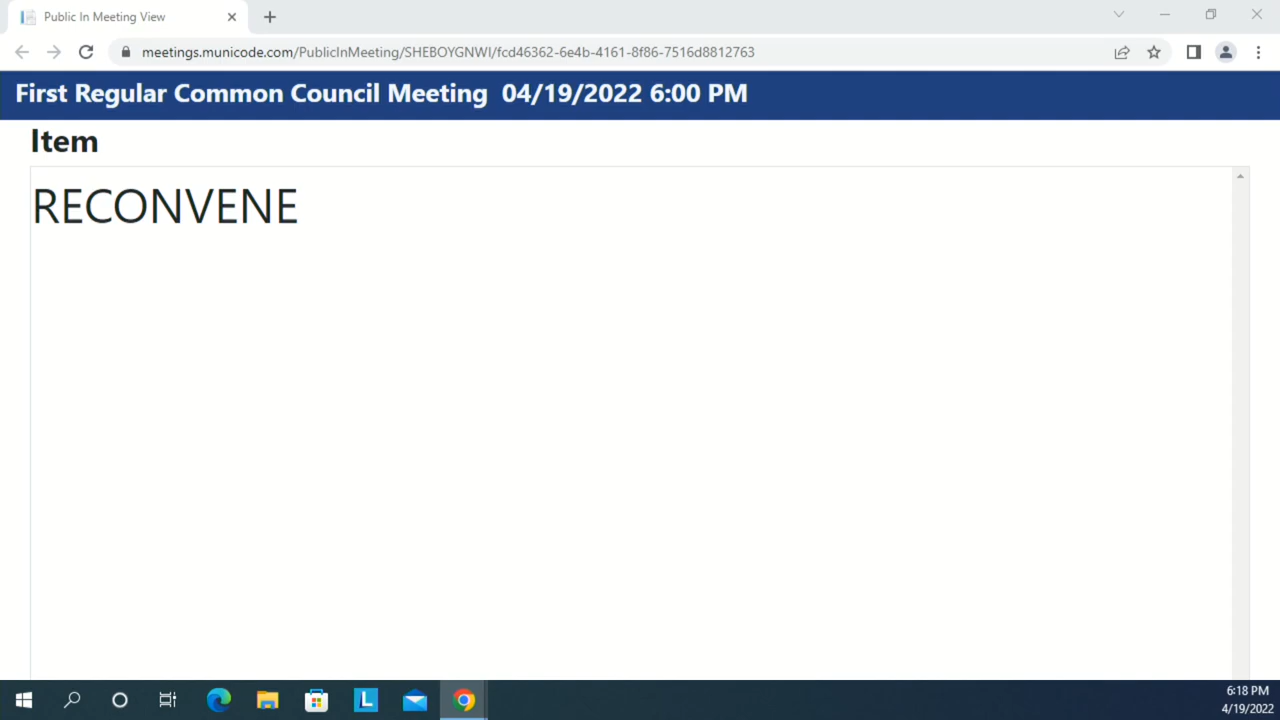 Public In Meeting View
meetings.municode.com/PublicInMeeting/SHEBOYGNWI/fcd46362-6e4b-4161-8f86-7516d8812763
First Regular Common Council Meeting 04/19/2022 6:00 PM
Item
RECONVENE
L
6:18 PM
4/19/2022